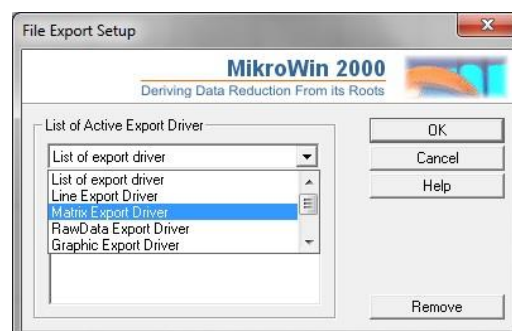 File Export Setup
MikroWin 2000
Deriving Data Reduction From its Roots
List of Active Export Driver
List of export driver
List of export driver
Line Export Driver
Matrix Export Driver
RawData Export Driver
Graphic Export Driver
OK
Cancel
Help
Remove